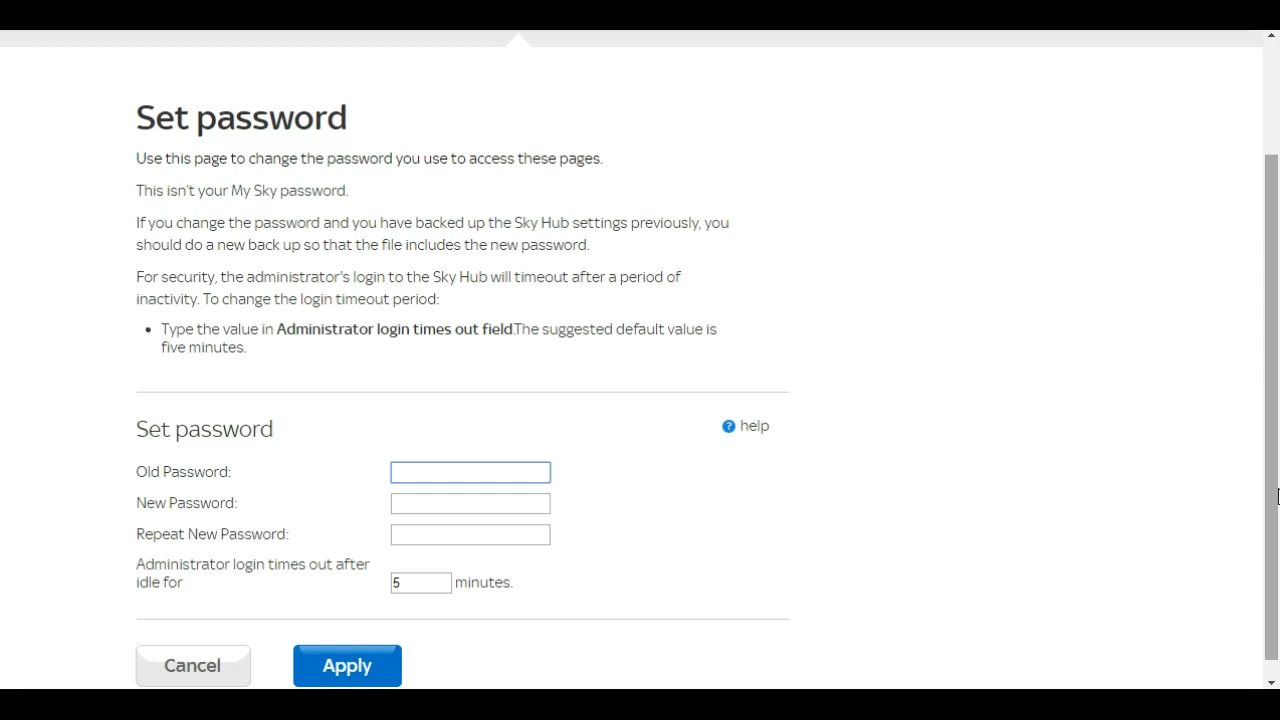 Set password
Use this page to change the password you use to access these pages.
This isn't your My Sky password.
If you change the password and you have backed up the Sky Hub settings previously, you
should do a new back up so that the file includes the new password.
For security, the administrator's login to the Sky Hub will timeout after a period of
inactivity. To change the login timeout period:
• Type the value in Administrator login times out field.The suggested default value is
five minutes.
Set password
? help
Old Password:
New Password:
Repeat New Password:
Administrator login times out after
idle for 5 minutes.
Cancel Apply